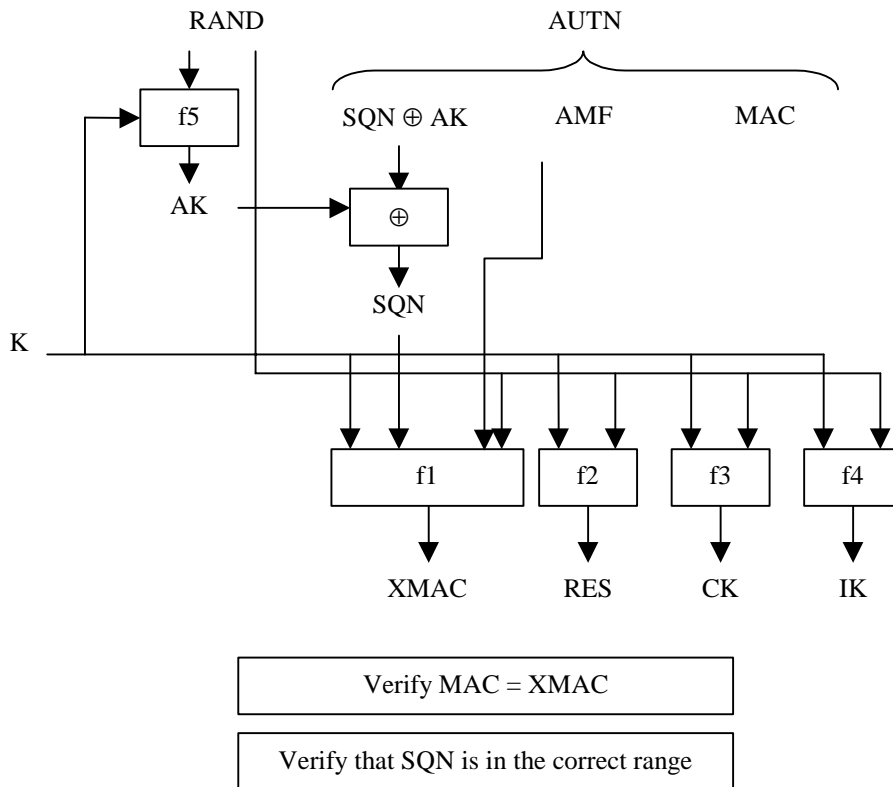 RAND AUTN
f5 SQN ⊕ AK AMF MAC
AK ⊕
SQN
K
f1 f2 f3 f4
XMAC RES CK IK
Verify MAC = XMAC
Verify that SQN is in the correct range